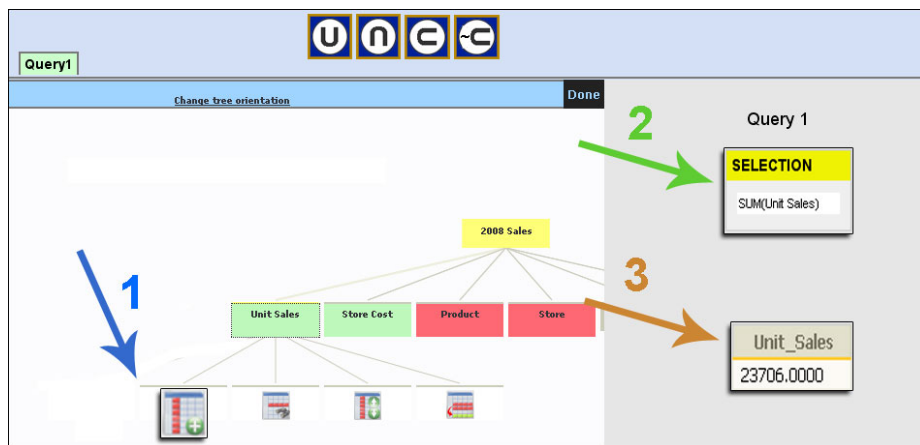 U ∩ ⊂ ~⊂
Query1
Change tree orientation
Done
2
Query 1
SELECTION
SUM(Unit Sales)
2008 Sales
1
3
Unit Sales
Store Cost
Product
Store
Unit_Sales
23706.0000